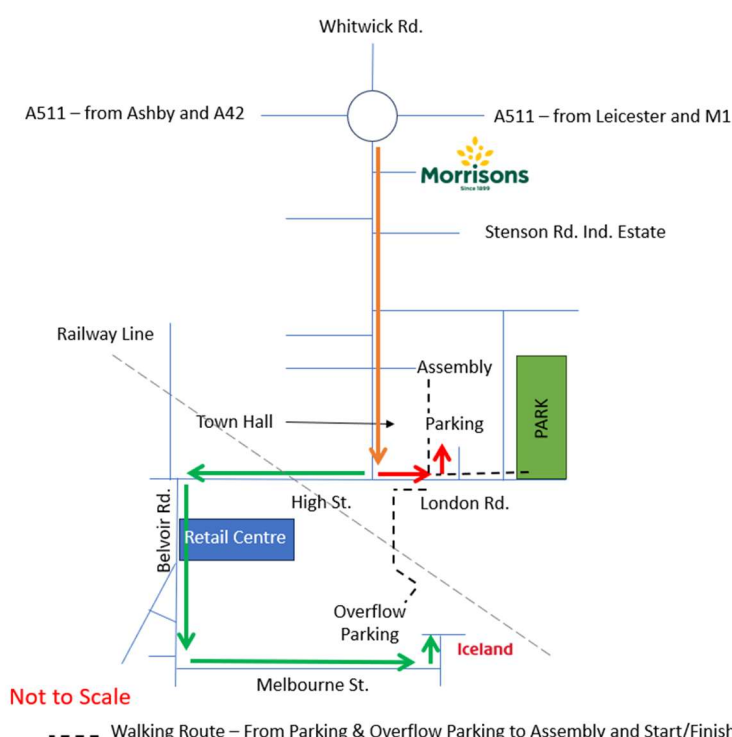 Whitwick Rd.
A511 – from Ashby and A42
A511 – from Leicester and M1
Morrisons
Since 1899
Stenson Rd. Ind. Estate
Railway Line
Assembly
Town Hall
Parking
PARK
High St.
London Rd.
Belvoir Rd.
Retail Centre
Overflow
Parking
Iceland
Melbourne St.
Not to Scale
Walking Route – From Parking & Overflow Parking to Assembly and Start/Finish